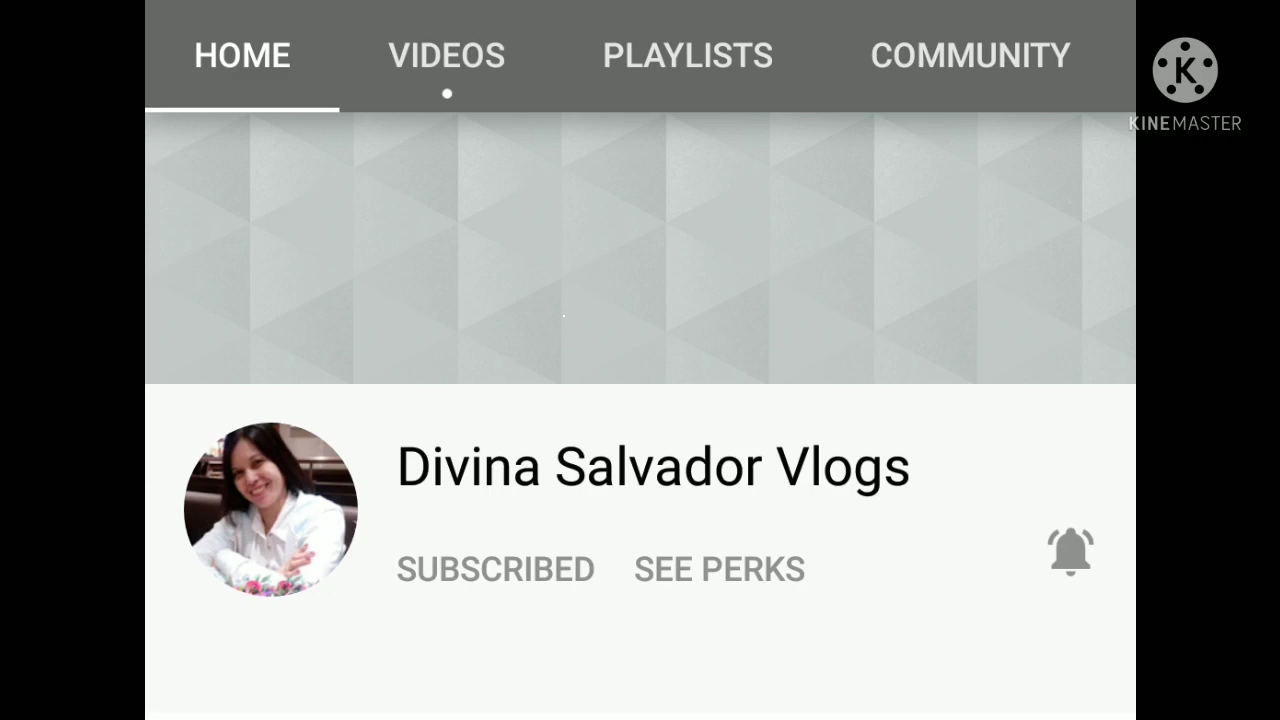 HOME VIDEOS PLAYLISTS COMMUNITY
K
KINEMASTER
Divina Salvador Vlogs
SUBSCRIBED SEE PERKS